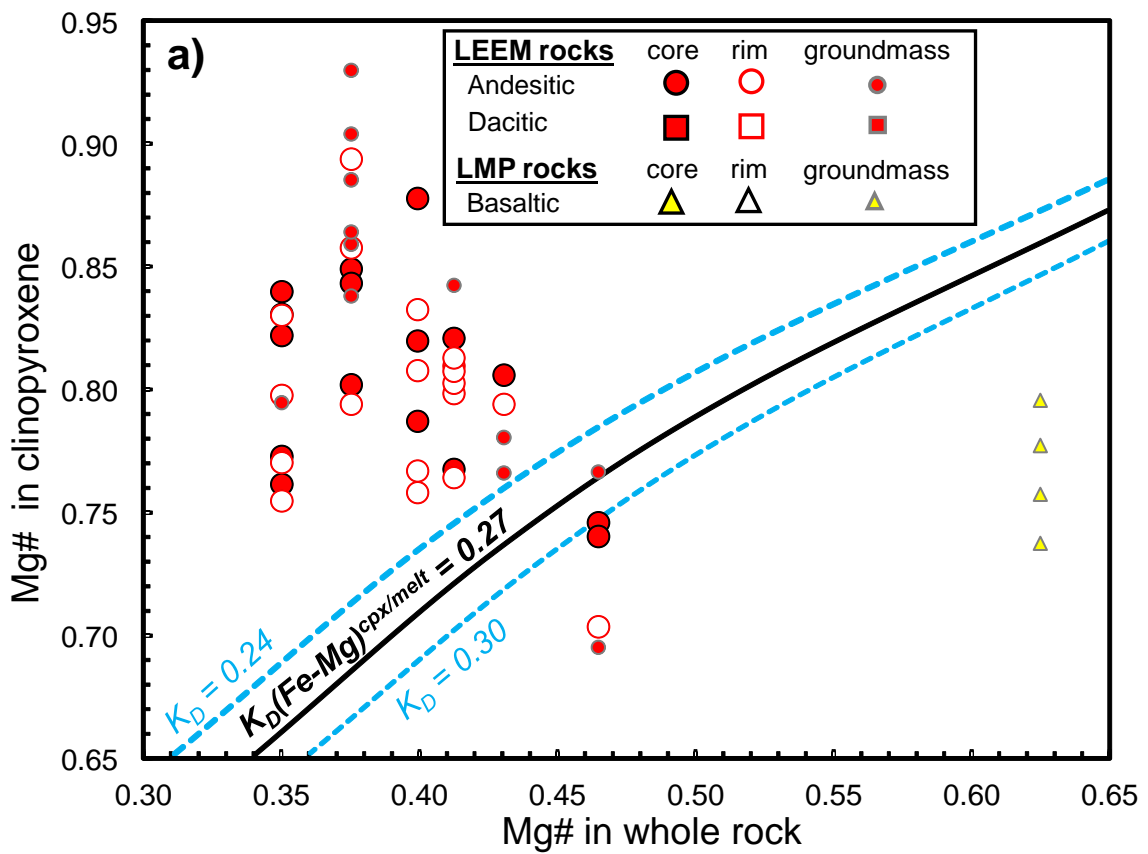 a)
LEEM rocks core rim groundmass
Andesitic
Dacitic
LMP rocks core rim groundmass
Basaltic
0.95
0.90
0.85
0.80
0.75
0.70
0.65
Mg# in clinopyroxene
K_D = 0.24
K_D(Fe-Mg)^cpx/melt = 0.27
K_D = 0.30
0.30 0.35 0.40 0.45 0.50 0.55 0.60 0.65
Mg# in whole rock